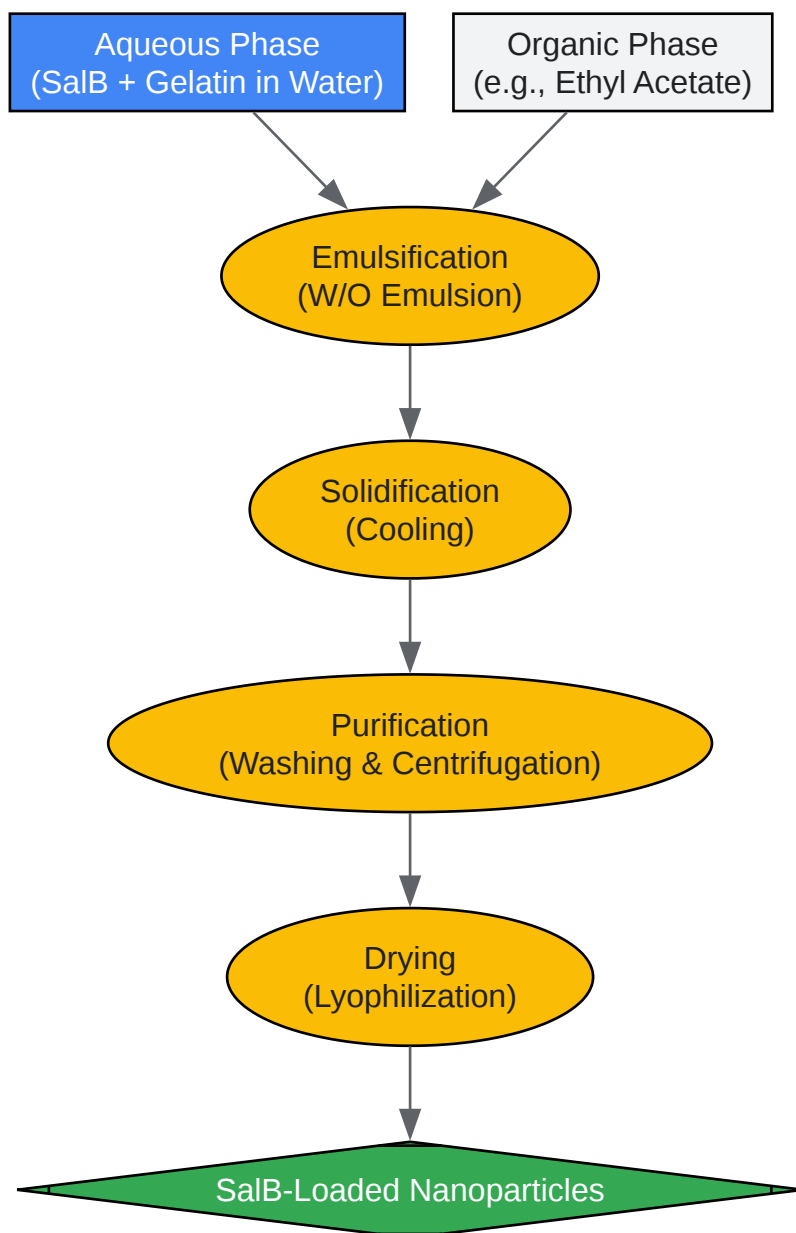 Aqueous Phase
(SalB + Gelatin in Water)
Organic Phase
(e.g., Ethyl Acetate)
Emulsification
(W/O Emulsion)
Solidification
(Cooling)
Purification
(Washing & Centrifugation)
Drying
(Lyophilization)
SalB-Loaded Nanoparticles